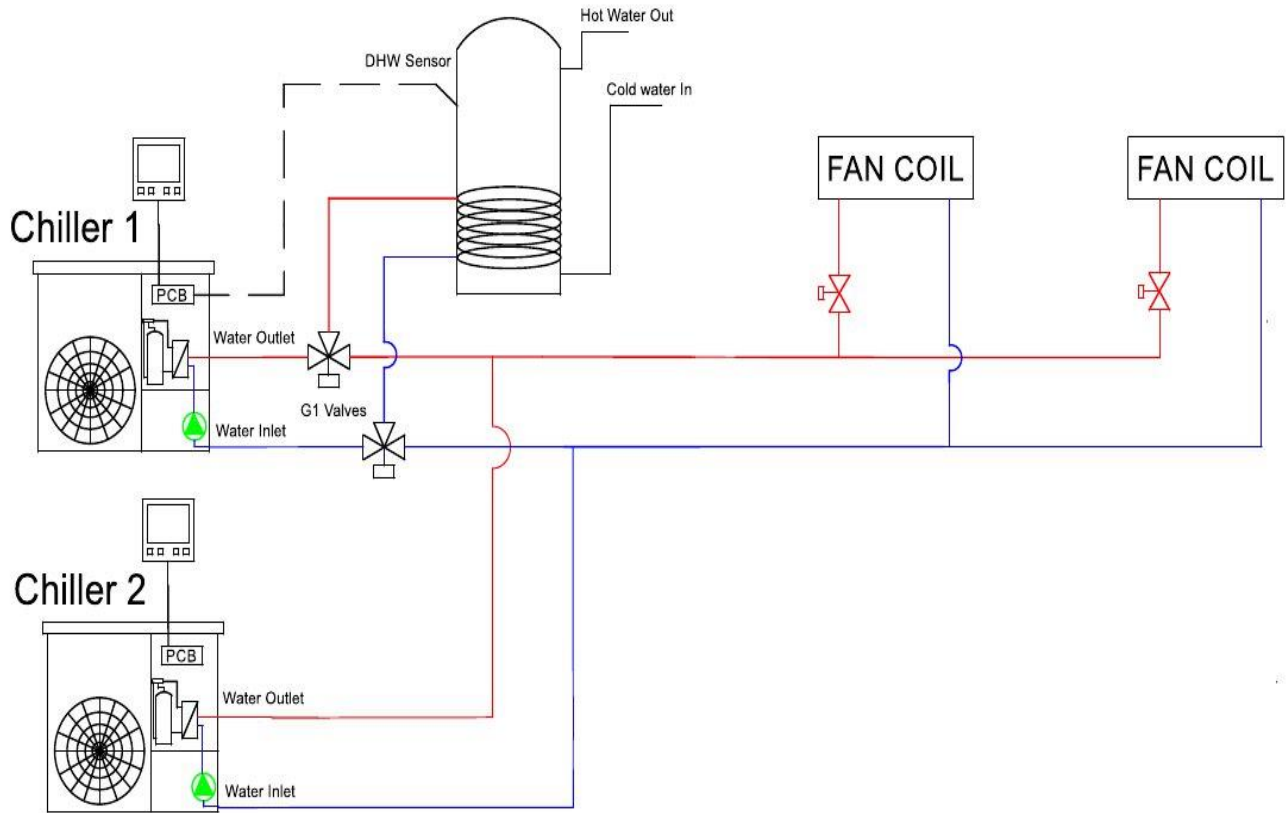 Hot Water Out
DHW Sensor
Cold water In
FAN COIL
FAN COIL
Chiller 1
PCB
Water Outlet
G1 Valves
Water Inlet
Chiller 2
PCB
Water Outlet
Water Inlet